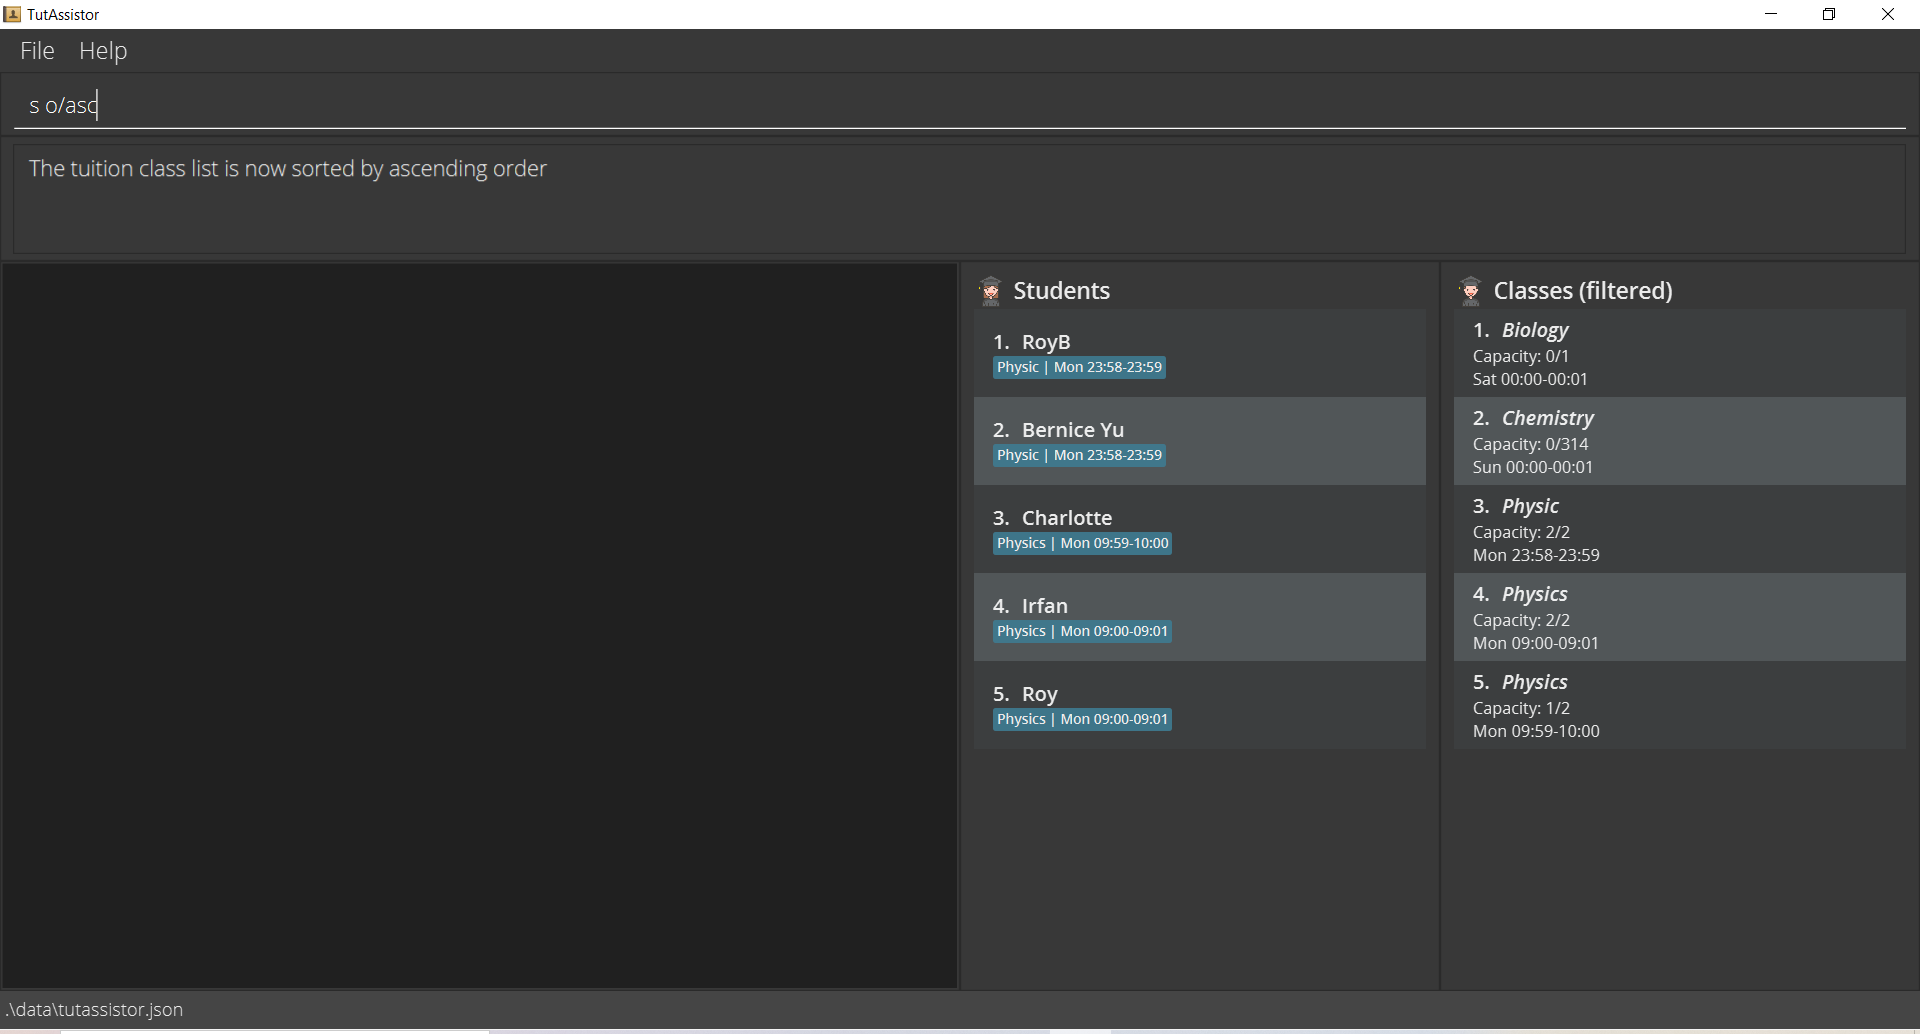 TutAssistor
File Help
s o/asc
The tuition class list is now sorted by ascending order
Students
1. RoyB
Physic | Mon 23:58-23:59
2. Bernice Yu
Physic | Mon 23:58-23:59
3. Charlotte
Physics | Mon 09:59-10:00
4. Irfan
Physics | Mon 09:00-09:01
5. Roy
Physics | Mon 09:00-09:01
Classes (filtered)
1. Biology
Capacity: 0/1
Sat 00:00-00:01
2. Chemistry
Capacity: 0/314
Sun 00:00-00:01
3. Physic
Capacity: 2/2
Mon 23:58-23:59
4. Physics
Capacity: 2/2
Mon 09:00-09:01
5. Physics
Capacity: 1/2
Mon 09:59-10:00
.\data\tutassistor.json